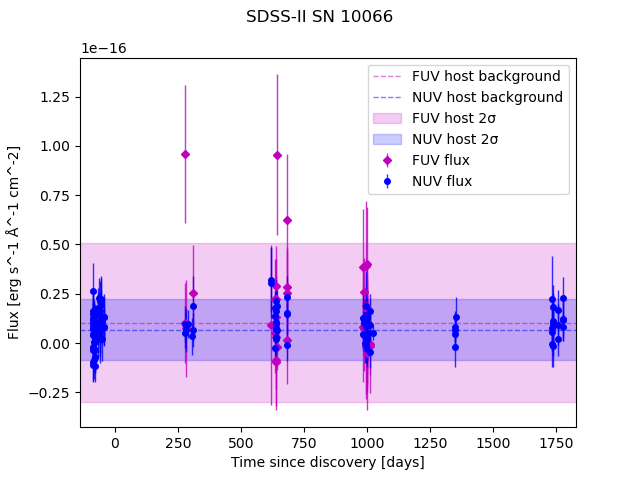 SDSS-II SN 10066
1e−16
FUV host background
NUV host background
FUV host 2σ
NUV host 2σ
FUV flux
NUV flux
1.25
1.00
0.75
0.50
0.25
0.00
−0.25
Flux [erg s^-1 Å^-1 cm^-2]
0 250 500 750 1000 1250 1500 1750
Time since discovery [days]